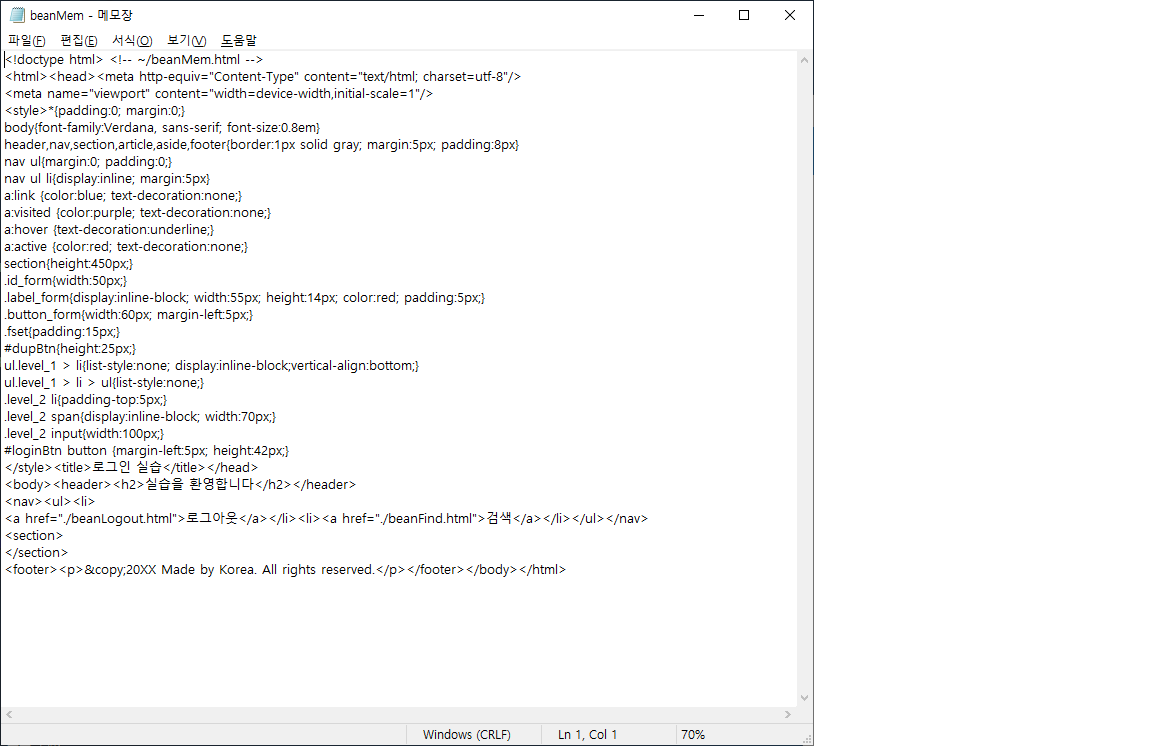 beanMem - 메모장
파일(F) 편집(E) 서식(O) 보기(V) 도움말
<!doctype html> <!-- ~/beanMem.html -->
<html><head><meta http-equiv="Content-Type" content="text/html; charset=utf-8"/>
<meta name="viewport" content="width=device-width,initial-scale=1"/>
<style>*{padding:0; margin:0;}
body{font-family:Verdana, sans-serif; font-size:0.8em}
header,nav,section,article,aside,footer{border:1px solid gray; margin:5px; padding:8px}
nav ul{margin:0; padding:0;}
nav ul li{display:inline; margin:5px}
a:link {color:blue; text-decoration:none;}
a:visited {color:purple; text-decoration:none;}
a:hover {text-decoration:underline;}
a:active {color:red; text-decoration:none;}
section{height:450px;}
.id_form{width:50px;}
.label_form{display:inline-block; width:55px; height:14px; color:red; padding:5px;}
.button_form{width:60px; margin-left:5px;}
.fset{padding:15px;}
#dupBtn{height:25px;}
ul.level_1 > li{list-style:none; display:inline-block;vertical-align:bottom;}
ul.level_1 > li > ul{list-style:none;}
.level_2 li{padding-top:5px;}
.level_2 span{display:inline-block; width:70px;}
.level_2 input{width:100px;}
#loginBtn button {margin-left:5px; height:42px;}
</style><title>로그인 실습</title></head>
<body><header><h2>실습을 환영합니다</h2></header>
<nav><ul><li>
<a href="./beanLogout.html">로그아웃</a></li><li><a href="./beanFind.html">검색</a></li></ul></nav>
<section>
</section>
<footer><p>&copy;20XX Made by Korea. All rights reserved.</p></footer></body></html>
Windows (CRLF) Ln 1, Col 1 70%